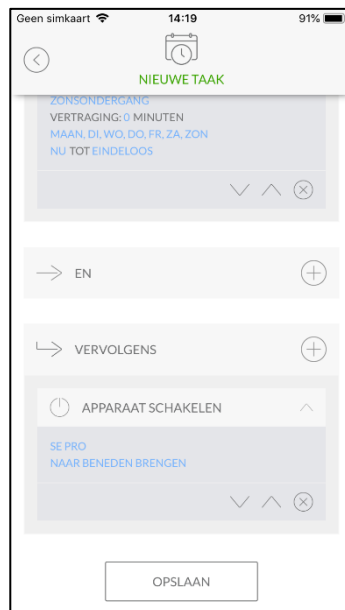 Geen simkaart 14:19 91%
NIEUWE TAAK
ZONSONDERGANG
VERTRAGING: 0 MINUTEN
MAAN, DI, WO, DO, FR, ZA, ZON
NU TOT EINDELOOS
EN
VERVOLGENS
APPARAAT SCHAKELEN
SE PRO
NAAR BENEDEN BRENGEN
OPSLAAN